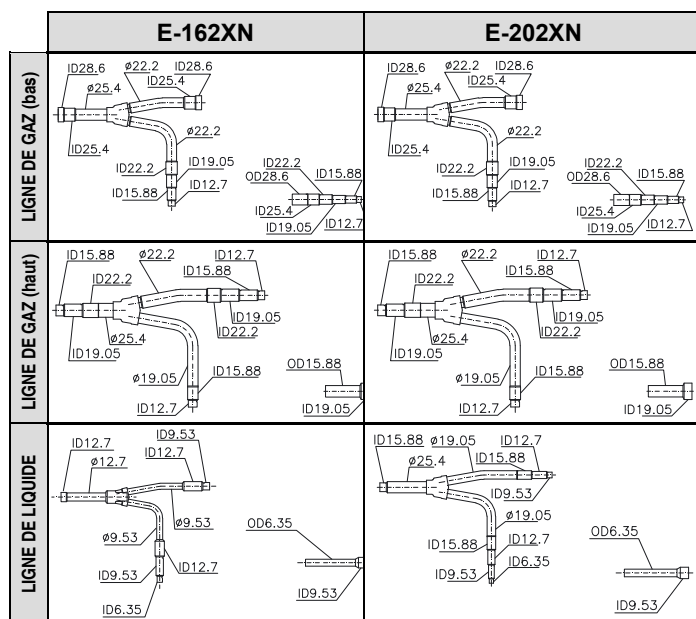 E-162XN
E-202XN
LIGNE DE GAZ (bas)
ID28.6
ø22.2
ID28.6
ø25.4
ID25.4
ID25.4
ø22.2
ID22.2
ID19.05
ID15.88
ID12.7
ID22.2
ID15.88
OD28.6
ID25.4
ID19.05
ID12.7
ID28.6
ø22.2
ID28.6
ø25.4
ID25.4
ID25.4
ø22.2
ID22.2
ID19.05
ID15.88
ID12.7
ID22.2
ID15.88
OD28.6
ID25.4
ID19.05
ID12.7
LIGNE DE GAZ (haut)
ID15.88
ø22.2
ID12.7
ID22.2
ID15.88
ID19.05
ø25.4
ID19.05
ID22.2
ø19.05
ID15.88
ID12.7
OD15.88
ID19.05
ID15.88
ø22.2
ID12.7
ID22.2
ID15.88
ID19.05
ø25.4
ID19.05
ID22.2
ø19.05
ID15.88
ID12.7
OD15.88
ID19.05
LIGNE DE LIQUIDE
ID12.7
ø12.7
ID9.53
ID12.7
ø9.53
ø9.53
ID9.53
ID12.7
ID6.35
OD6.35
ID9.53
ID15.88
ø19.05
ID12.7
ø25.4
ID15.88
ID9.53
ø19.05
ID15.88
ID12.7
ID9.53
ID6.35
OD6.35
ID9.53